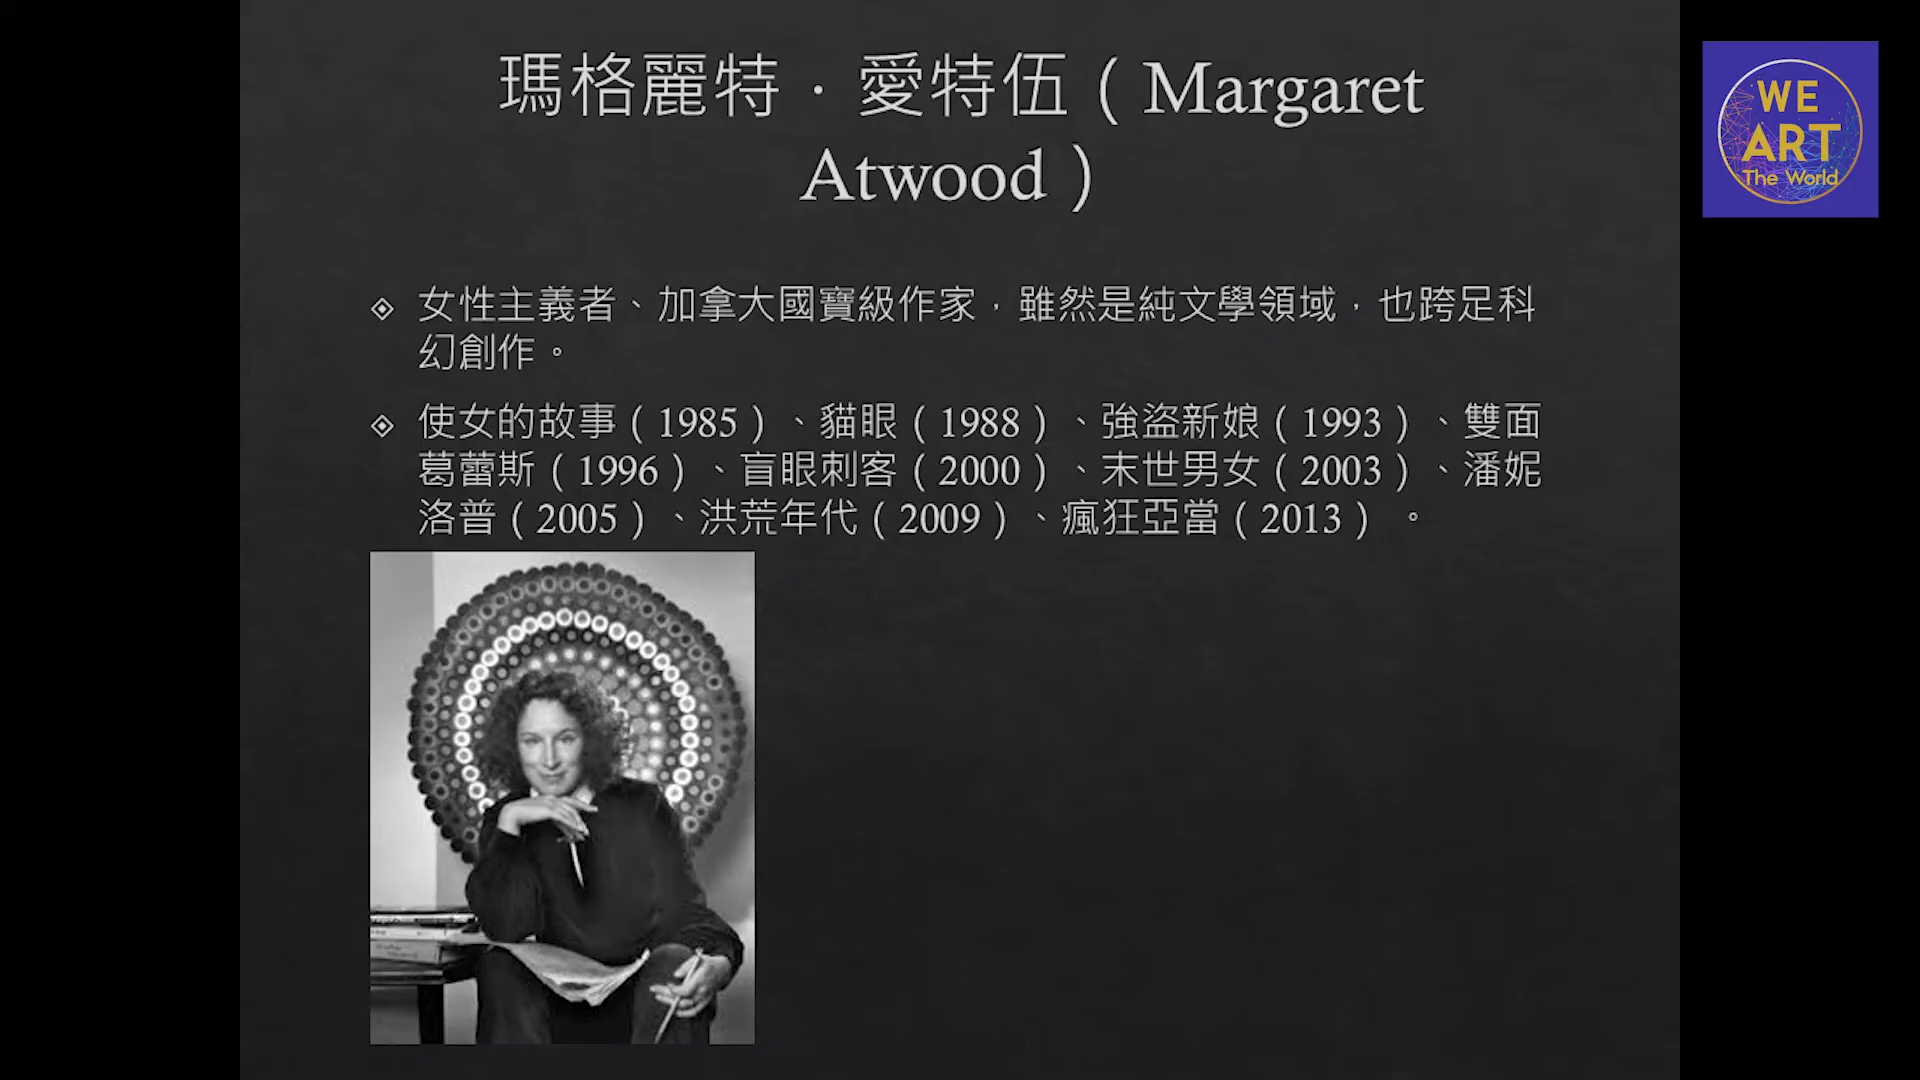 瑪格麗特．愛特伍（Margaret
Atwood）
女性主義者、加拿大國寶級作家，雖然是純文學領域，也跨足科
幻創作。
使女的故事（1985）、貓眼（1988）、強盜新娘（1993）、雙面
葛蕾斯（1996）、盲眼刺客（2000）、末世男女（2003）、潘妮
洛普（2005）、洪荒年代（2009）、瘋狂亞當（2013）。
WE
ART
The World